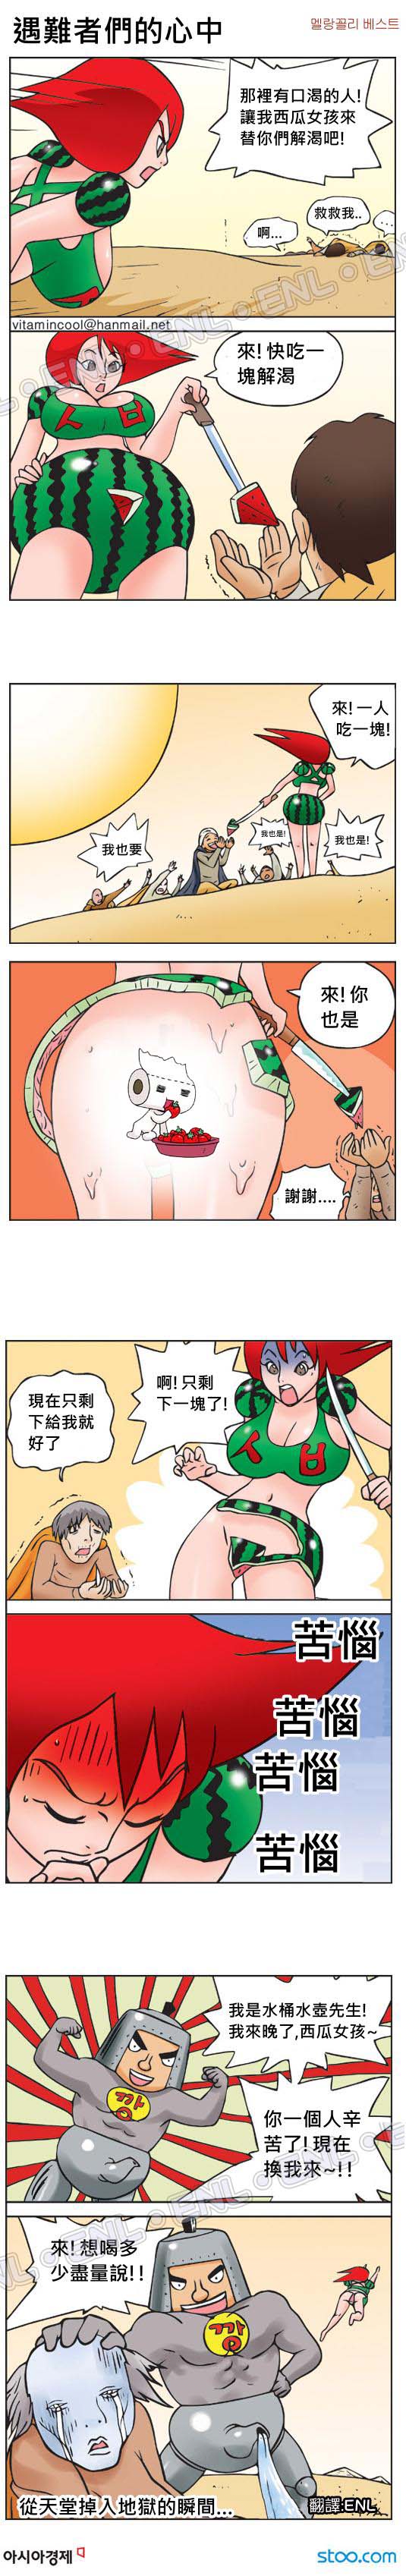 遇難者們的心中
멜랑꼴리 베스트
那裡有口渴的人!
讓我西瓜女孩來
替你們解渴吧!
啊...
救救我..
...
ENL
vitamincool@hanmail.net
ENL
來!快吃一
塊解渴
ㅅㅂ
來!一人
吃一塊!
我也要
我也是!
我也是!
來!你
也是
謝謝....
現在只剩
下給我就
好了
啊!只剩
下一塊了!
ㅅㅂ
苦惱
苦惱
苦惱
苦惱
我是水桶水壺先生!
我來晚了,西瓜女孩~
깡
你一個人辛
苦了!現在
換我來~!!
ENL
來!想喝多
少盡量說!!
깡
從天堂掉入地獄的瞬間...
翻譯:ENL
아시아경제
stoo.com